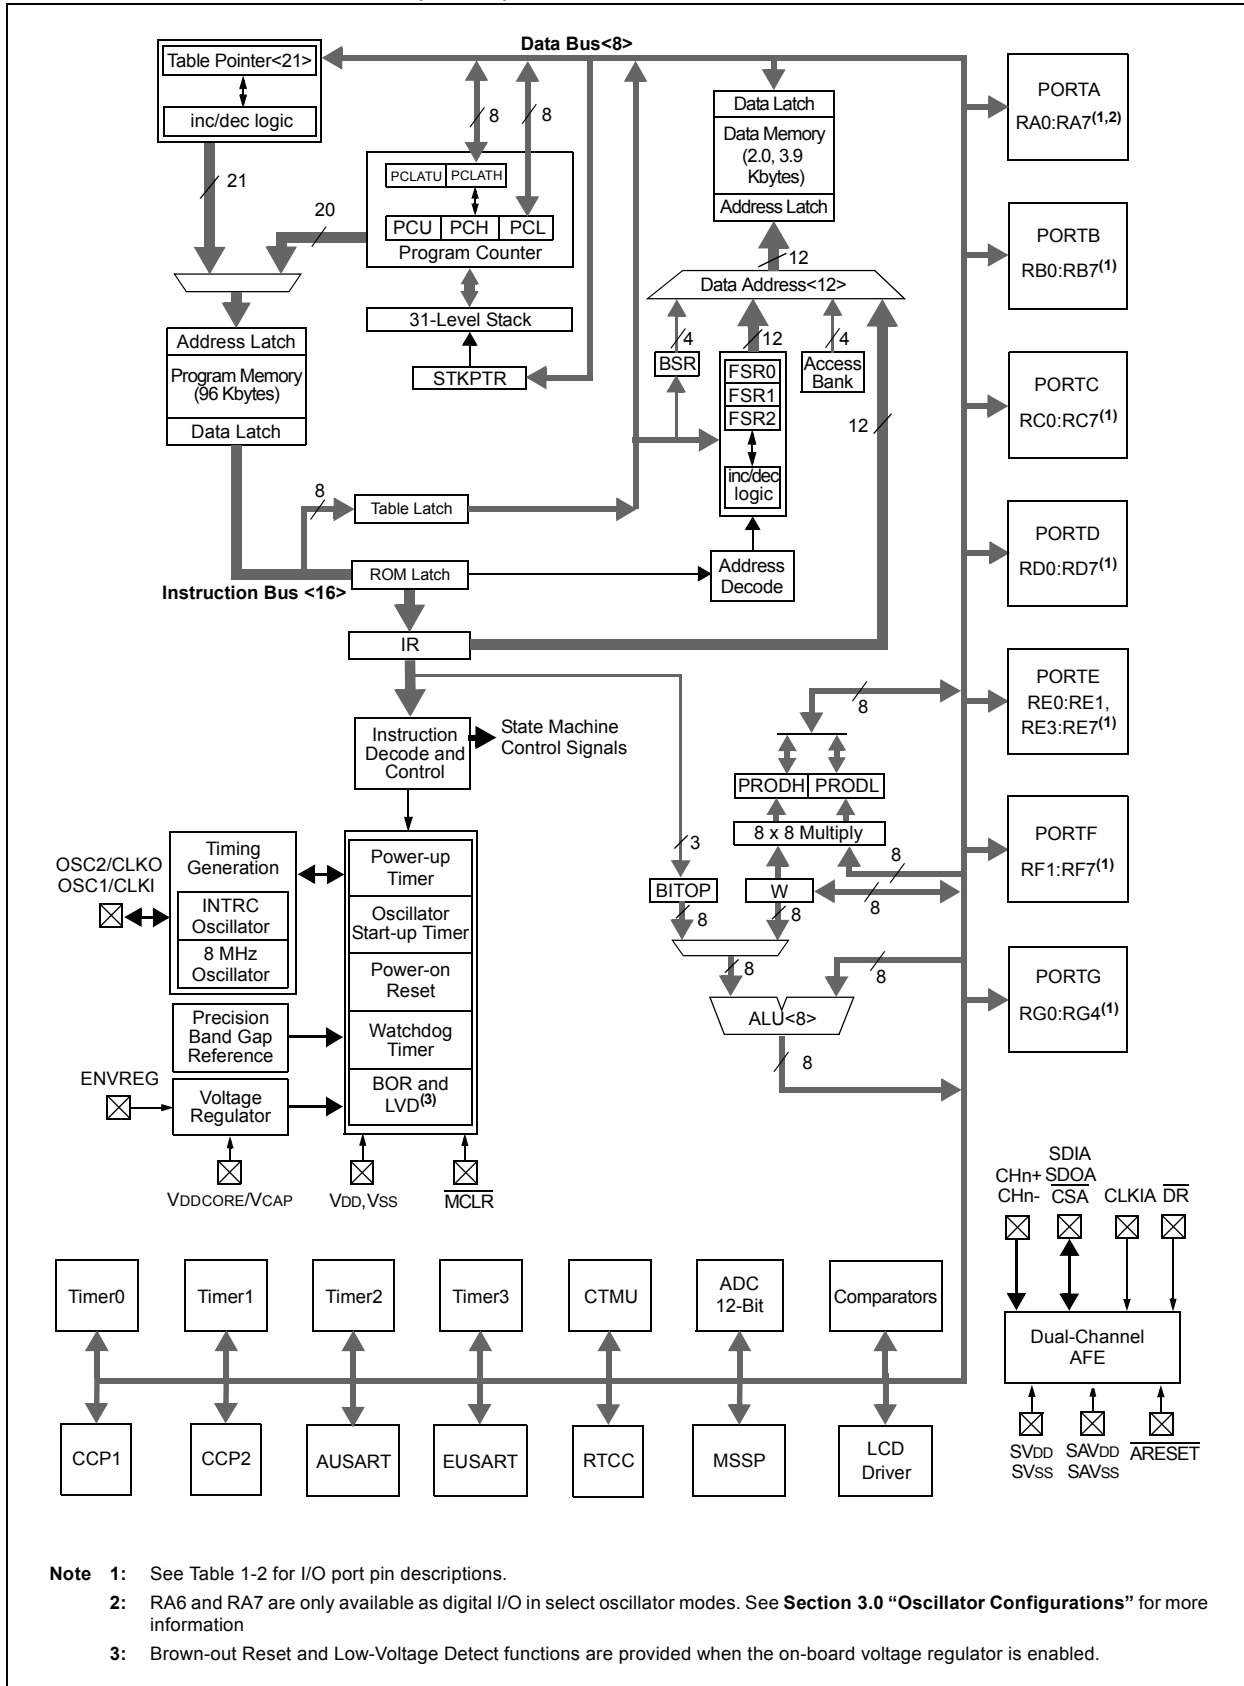 Data Bus<8>
Table Pointer<21>
inc/dec logic
21
20
8
8
PCLATU PCLATH
PCU PCH PCL
Program Counter
31-Level Stack
STKPTR
Data Latch
Data Memory
(2.0, 3.9
Kbytes)
Address Latch
12
Data Address<12>
4
12
4
BSR
FSR0
FSR1
FSR2
inc/dec
logic
Access
Bank
12
Address Latch
Program Memory
(96 Kbytes)
Data Latch
8
Table Latch
ROM Latch
Instruction Bus <16>
Address
Decode
IR
Instruction
Decode and
Control
State Machine
Control Signals
8
PRODH PRODL
8 x 8 Multiply
3
8
BITOP
W
8
8
8
8
8
ALU<8>
8
OSC2/CLKO
OSC1/CLKI
Timing
Generation
INTRC
Oscillator
8 MHz
Oscillator
Precision
Band Gap
Reference
ENVREG
Voltage
Regulator
Power-up
Timer
Oscillator
Start-up Timer
Power-on
Reset
Watchdog
Timer
BOR and
LVD(3)
VDDCORE/VCAP
VDD,VSS
MCLR
PORTA
RA0:RA7(1,2)
PORTB
RB0:RB7(1)
PORTC
RC0:RC7(1)
PORTD
RD0:RD7(1)
PORTE
RE0:RE1,
RE3:RE7(1)
PORTF
RF1:RF7(1)
PORTG
RG0:RG4(1)
CHn+
CHn-
SDIA
SDOA
CSA
CLKIA
DR
Dual-Channel
AFE
SVDD
SVSS
SAVDD
SAVSS
ARESET
Timer0
Timer1
Timer2
Timer3
CTMU
ADC
12-Bit
Comparators
CCP1
CCP2
AUSART
EUSART
RTCC
MSSP
LCD
Driver
Note 1: See Table 1-2 for I/O port pin descriptions.
2: RA6 and RA7 are only available as digital I/O in select oscillator modes. See Section 3.0 “Oscillator Configurations” for more
information
3: Brown-out Reset and Low-Voltage Detect functions are provided when the on-board voltage regulator is enabled.